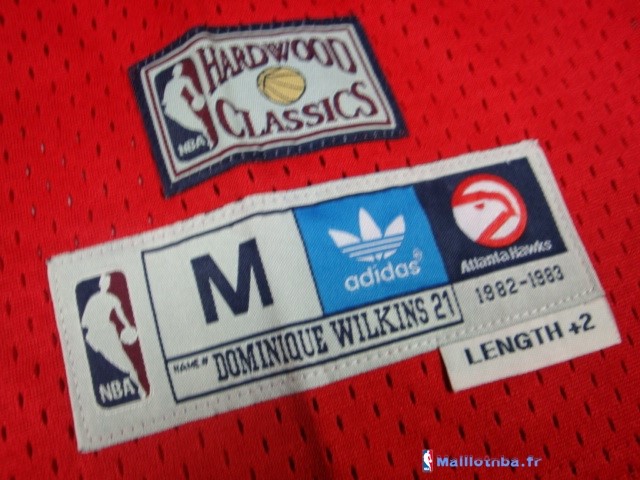 HARDWOOD
NBA
CLASSICS
M
adidas
Atlanta Hawks
1982-1983
NBA
NAME # DOMINIQUE WILKINS 21
LENGTH +2
Maillotnba.fr